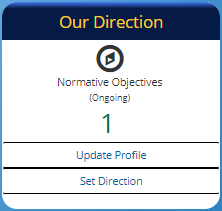 Our Direction
Normative Objectives
(Ongoing)
1
Update Profile
Set Direction